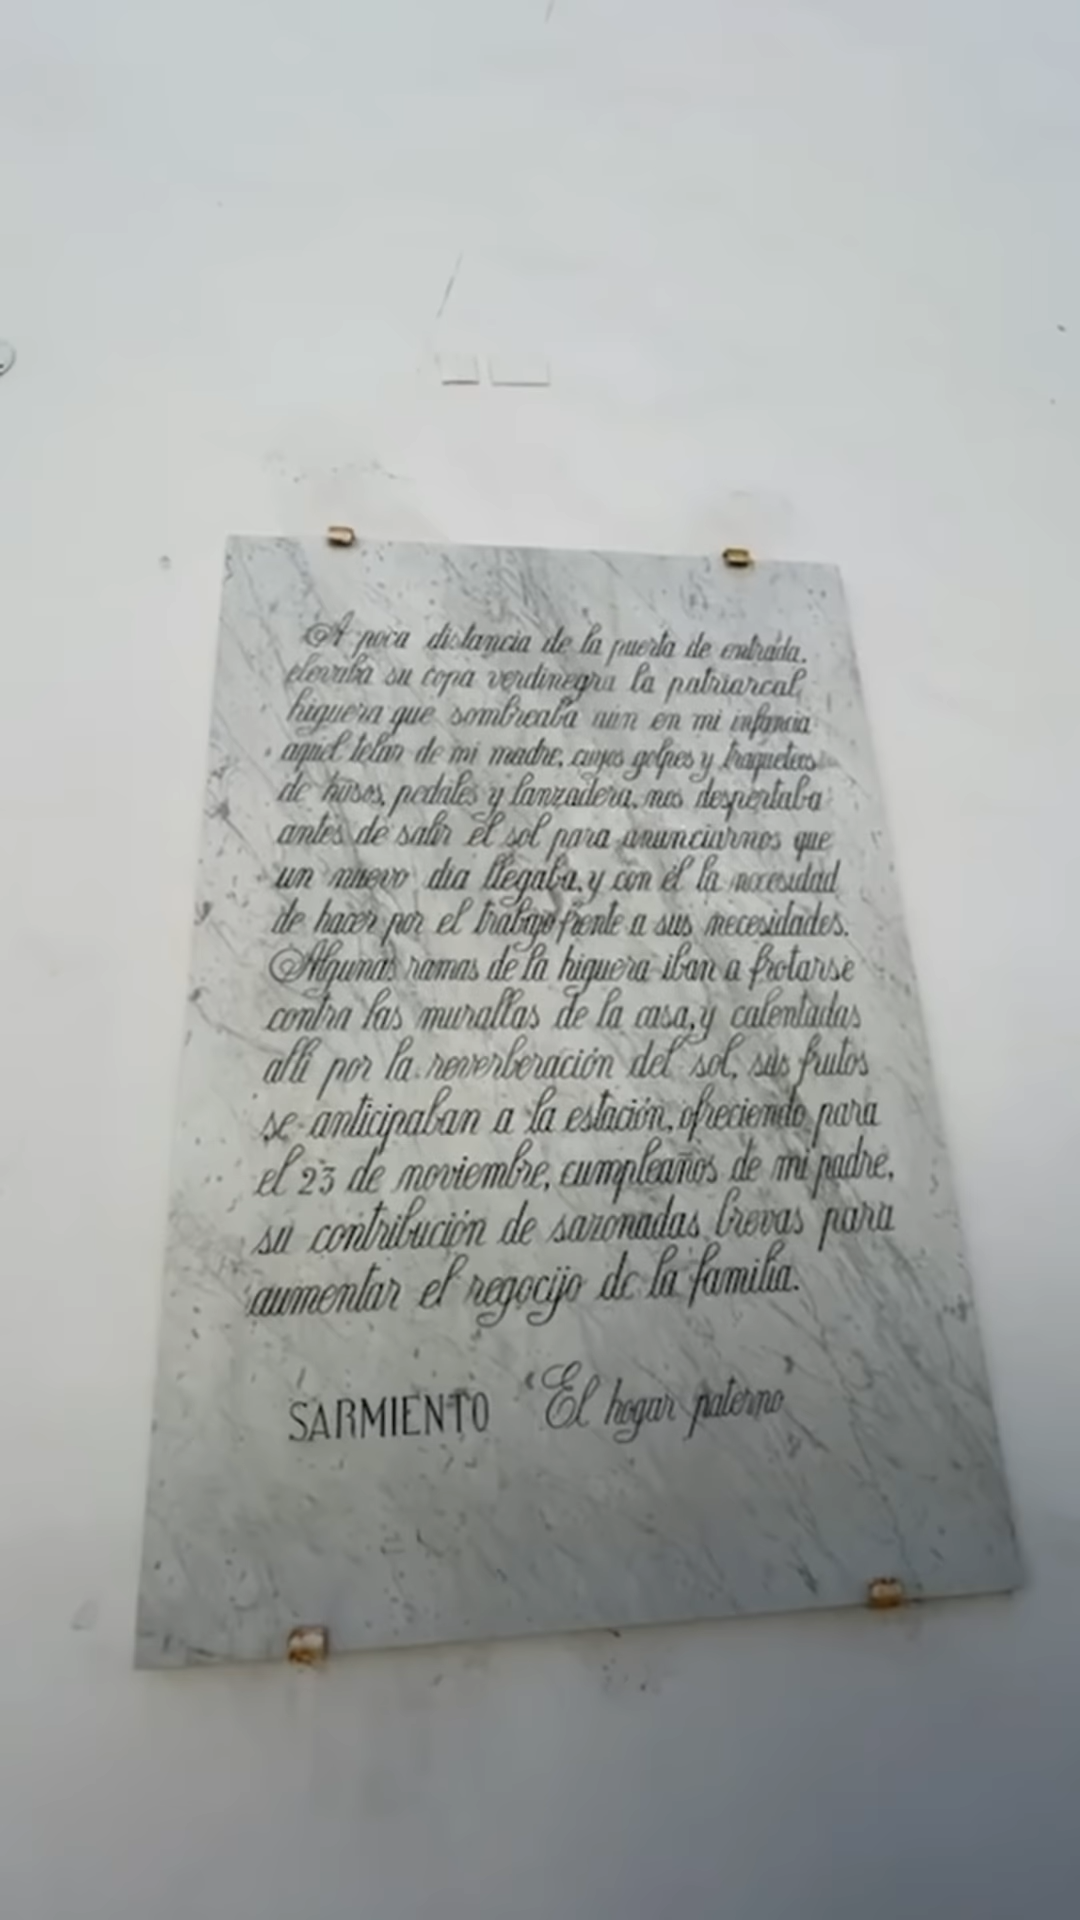 A poca distancia de la puerta de entrada,
elevaba su copa verdinegra la patriarcal
higuera que sombreaba aún en mi infancia
aquel telar de mi madre, cuyos golpes y traqueteos
de husos, pedales y lanzadera, nos despertaba
antes de salir el sol para anunciarnos que
un nuevo día llegaba, y con él la necesidad
de hacer por el trabajo frente a sus necesidades.
Algunas ramas de la higuera iban a frotarse
contra las murallas de la casa, y calentadas
allí por la reverberación del sol, sus frutos
se anticipaban a la estación, ofreciendo para
el 23 de noviembre, cumpleaños de mi padre,
su contribución de sazonadas brevas para
aumentar el regocijo de la familia.
SARMIENTO "El hogar paterno"